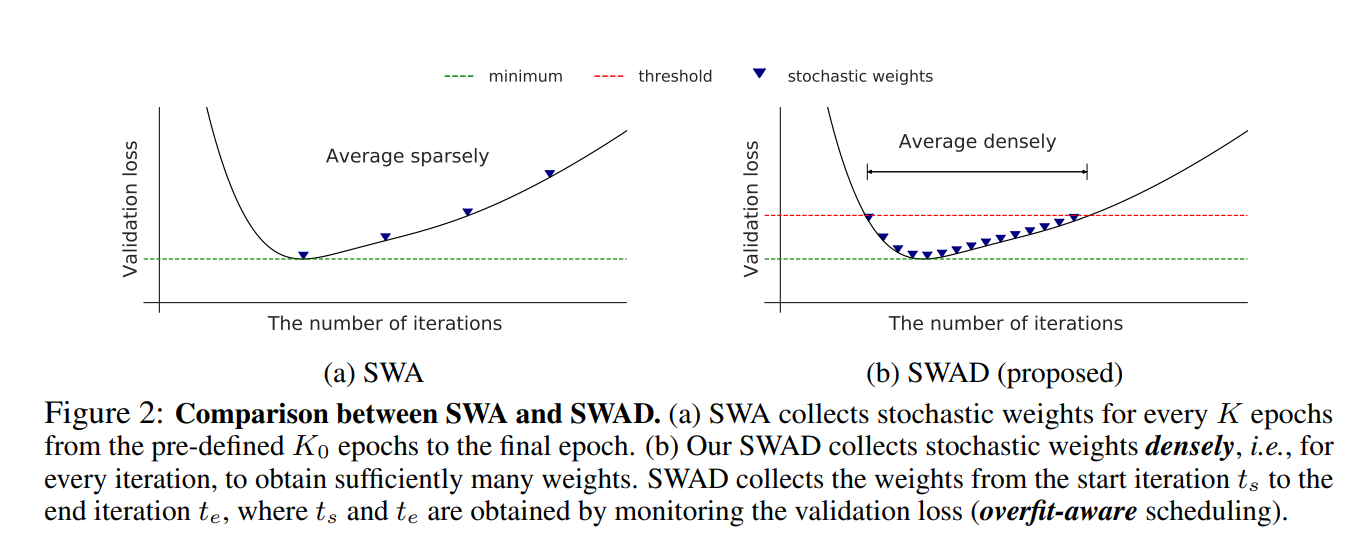 minimum threshold stochastic weights
Validation loss
Average sparsely
The number of iterations
(a) SWA
Validation loss
Average densely
The number of iterations
(b) SWAD (proposed)
Figure 2: Comparison between SWA and SWAD. (a) SWA collects stochastic weights for every K epochs
from the pre-defined K₀ epochs to the final epoch. (b) Our SWAD collects stochastic weights densely, i.e., for
every iteration, to obtain sufficiently many weights. SWAD collects the weights from the start iteration tₛ to the
end iteration tₑ, where tₛ and tₑ are obtained by monitoring the validation loss (overfit-aware scheduling).